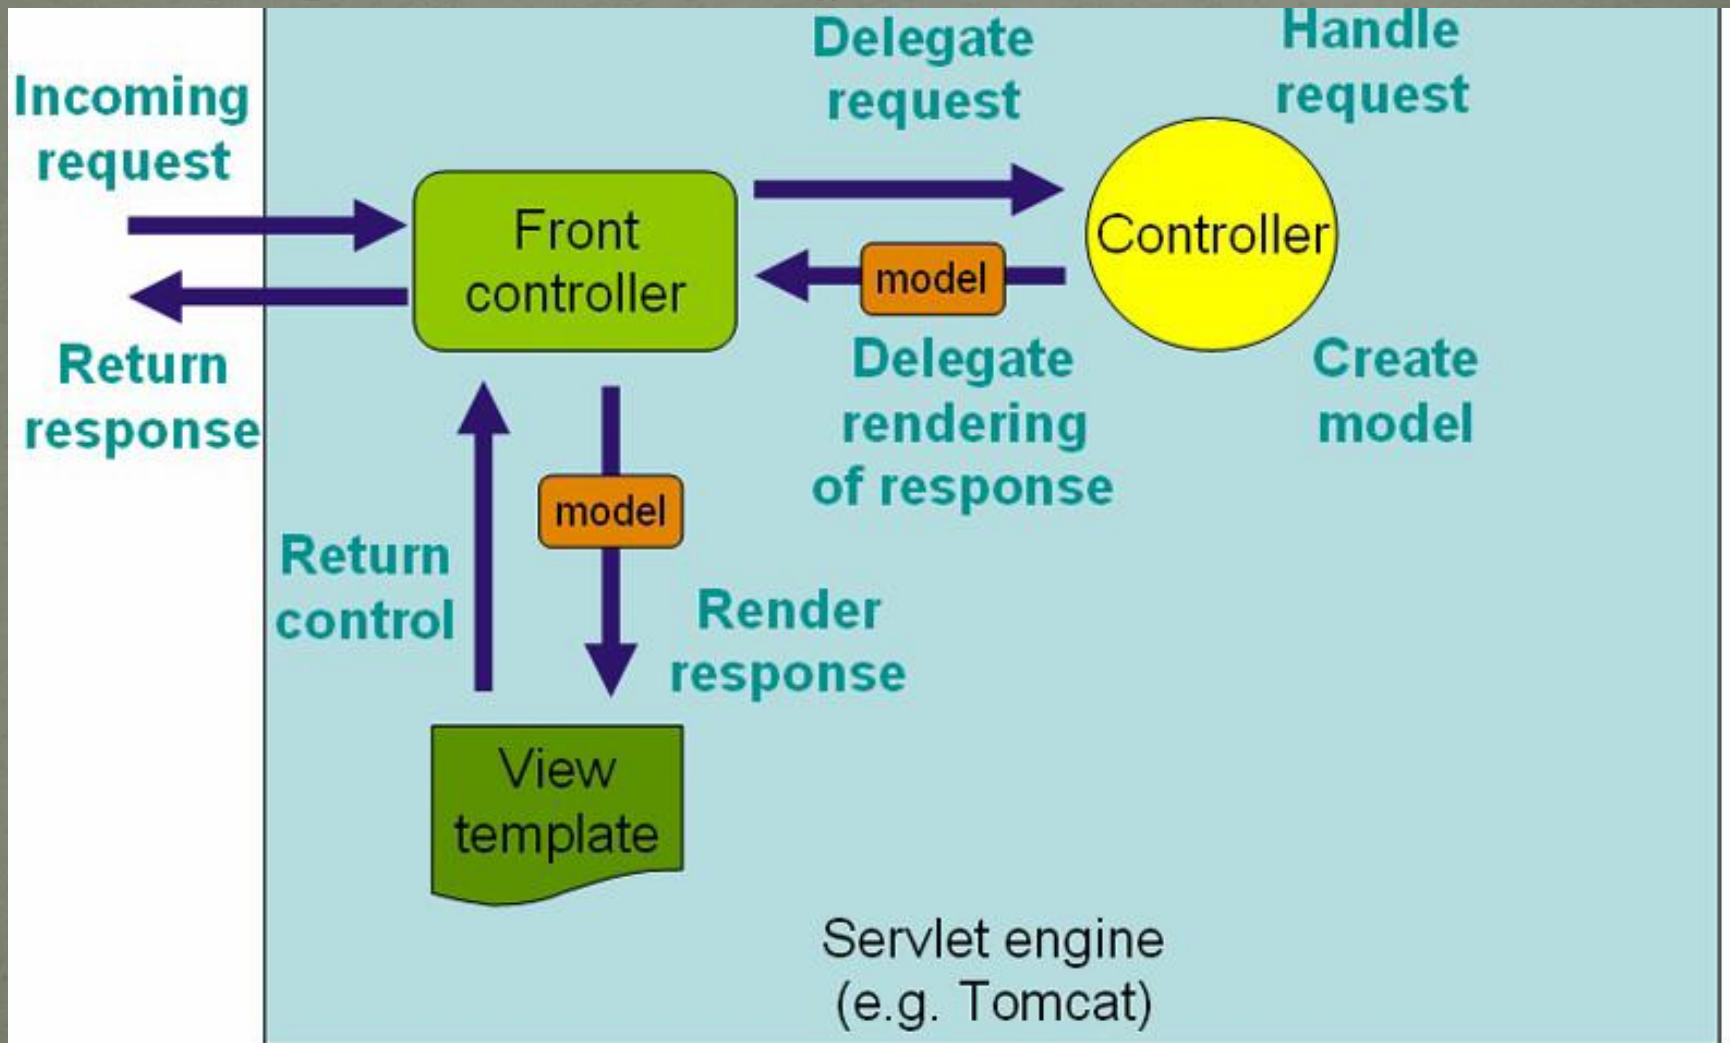 Incoming
request
Return
response
Delegate
request
Handle
request
Front
controller
Controller
model
Delegate
rendering
of response
Create
model
Return
control
model
Render
response
View
template
Servlet engine
(e.g. Tomcat)